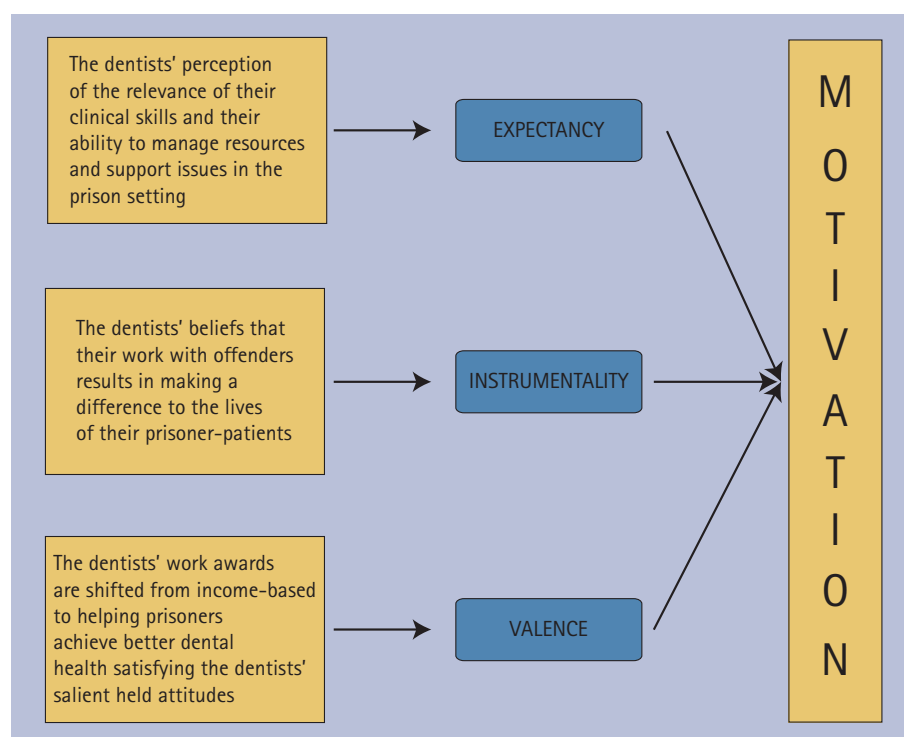 The dentists' perception
of the relevance of their
clinical skills and their
ability to manage resources
and support issues in the
prison setting
EXPECTANCY
The dentists' beliefs that
their work with offenders
results in making a
difference to the lives
of their prisoner-patients
INSTRUMENTALITY
The dentists' work awards
are shifted from income-based
to helping prisoners
achieve better dental
health satisfying the dentists'
salient held attitudes
VALENCE
M
O
T
I
V
A
T
I
O
N